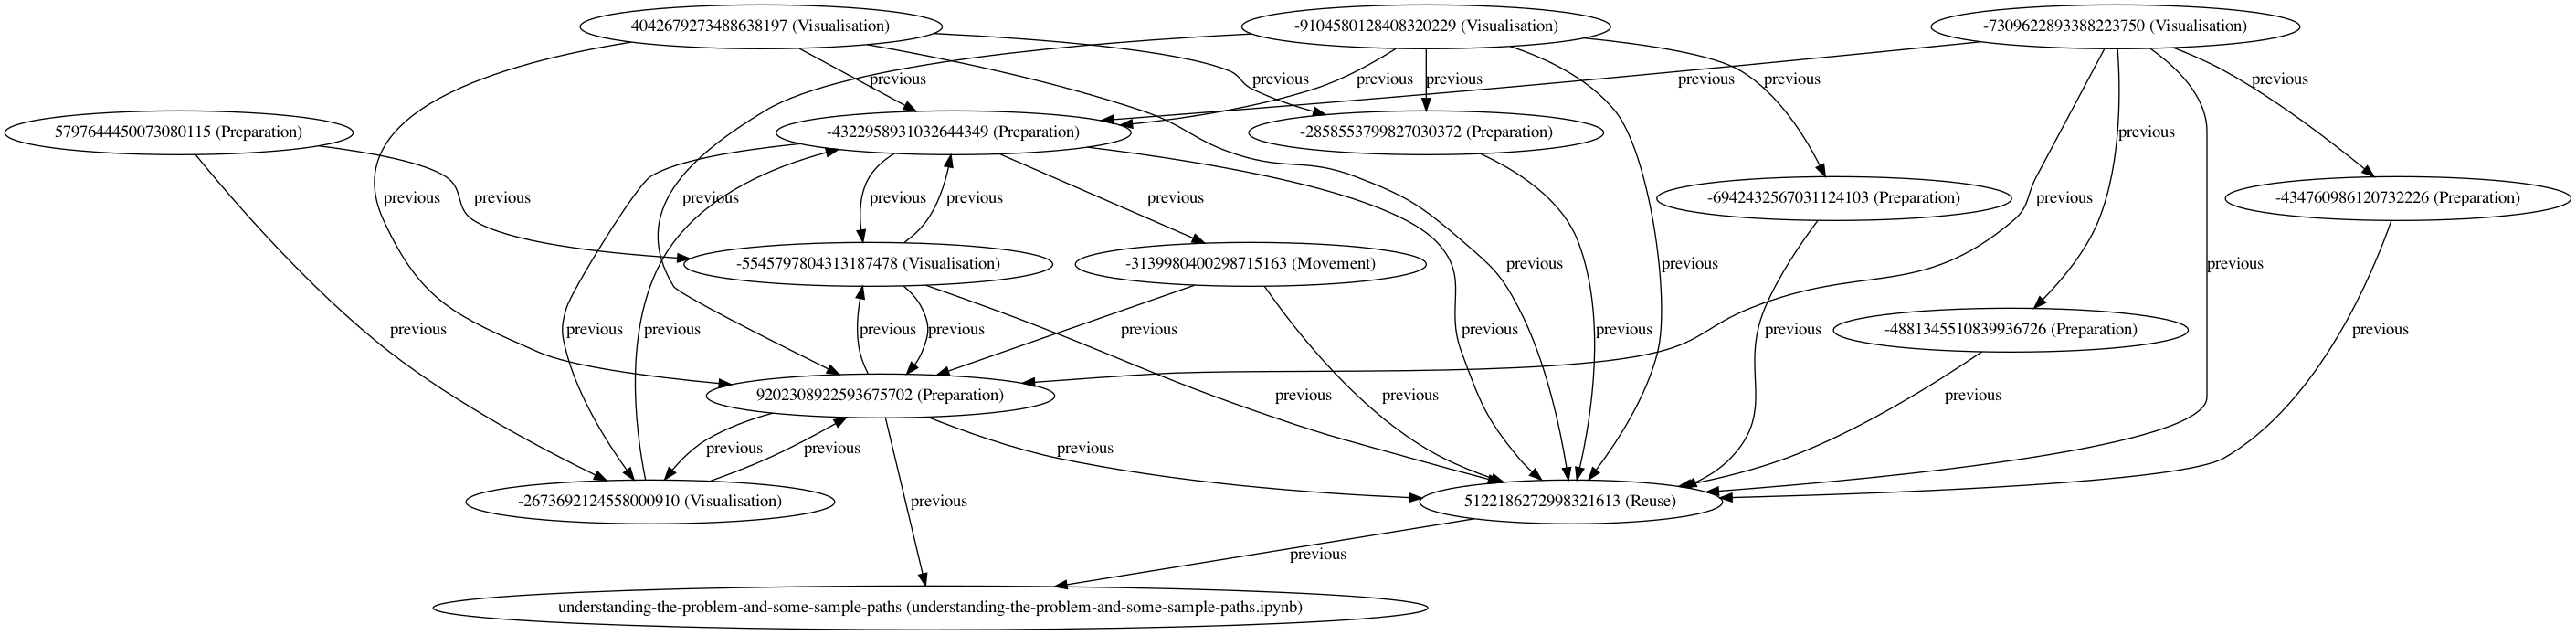 4042679273488638197 (Visualisation)
-9104580128408320229 (Visualisation)
-7309622893388223750 (Visualisation)
previous
previous
previous
previous
previous
previous
previous
5797644450073080115 (Preparation)
-4322958931032644349 (Preparation)
-2858553799827030372 (Preparation)
previous
previous
previous
previous
previous
previous
previous
previous
previous
-6942432567031124103 (Preparation)
-434760986120732226 (Preparation)
-5545797804313187478 (Visualisation)
-3139980400298715163 (Movement)
previous
previous
previous
previous
previous
previous
previous
previous
previous
previous
previous
previous
-4881345510839936726 (Preparation)
previous
9202308922593675702 (Preparation)
previous
previous
previous
previous
previous
previous
-2673692124558000910 (Visualisation)
previous
5122186272998321613 (Reuse)
previous
understanding-the-problem-and-some-sample-paths (understanding-the-problem-and-some-sample-paths.ipynb)